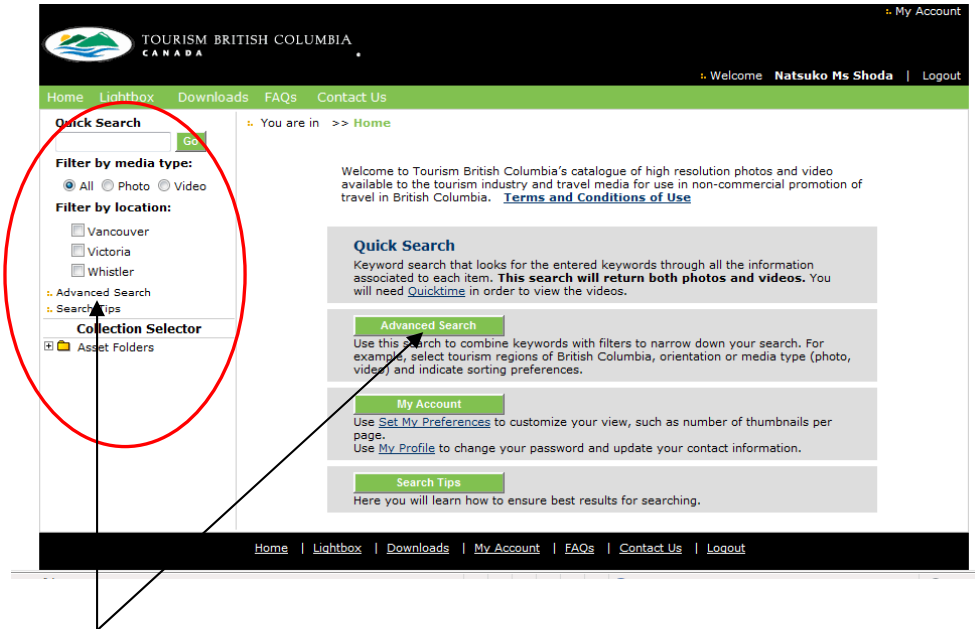 :. My Account
TOURISM BRITISH COLUMBIA
CANADA
:. Welcome Natsuko Ms Shoda | Logout
Home Lightbox Downloads FAQs Contact Us
Quick Search
Go
Filter by media type:
All Photo Video
Filter by location:
Vancouver
Victoria
Whistler
:. Advanced Search
:. Search Tips
Collection Selector
Asset Folders
:. You are in >> Home
Welcome to Tourism British Columbia's catalogue of high resolution photos and video
available to the tourism industry and travel media for use in non-commercial promotion of
travel in British Columbia. Terms and Conditions of Use
Quick Search
Keyword search that looks for the entered keywords through all the information
associated to each item. This search will return both photos and videos. You
will need Quicktime in order to view the videos.
Advanced Search
Use this search to combine keywords with filters to narrow down your search. For
example, select tourism regions of British Columbia, orientation or media type (photo,
video) and indicate sorting preferences.
My Account
Use Set My Preferences to customize your view, such as number of thumbnails per
page.
Use My Profile to change your password and update your contact information.
Search Tips
Here you will learn how to ensure best results for searching.
Home | Lightbox | Downloads | My Account | FAQs | Contact Us | Logout